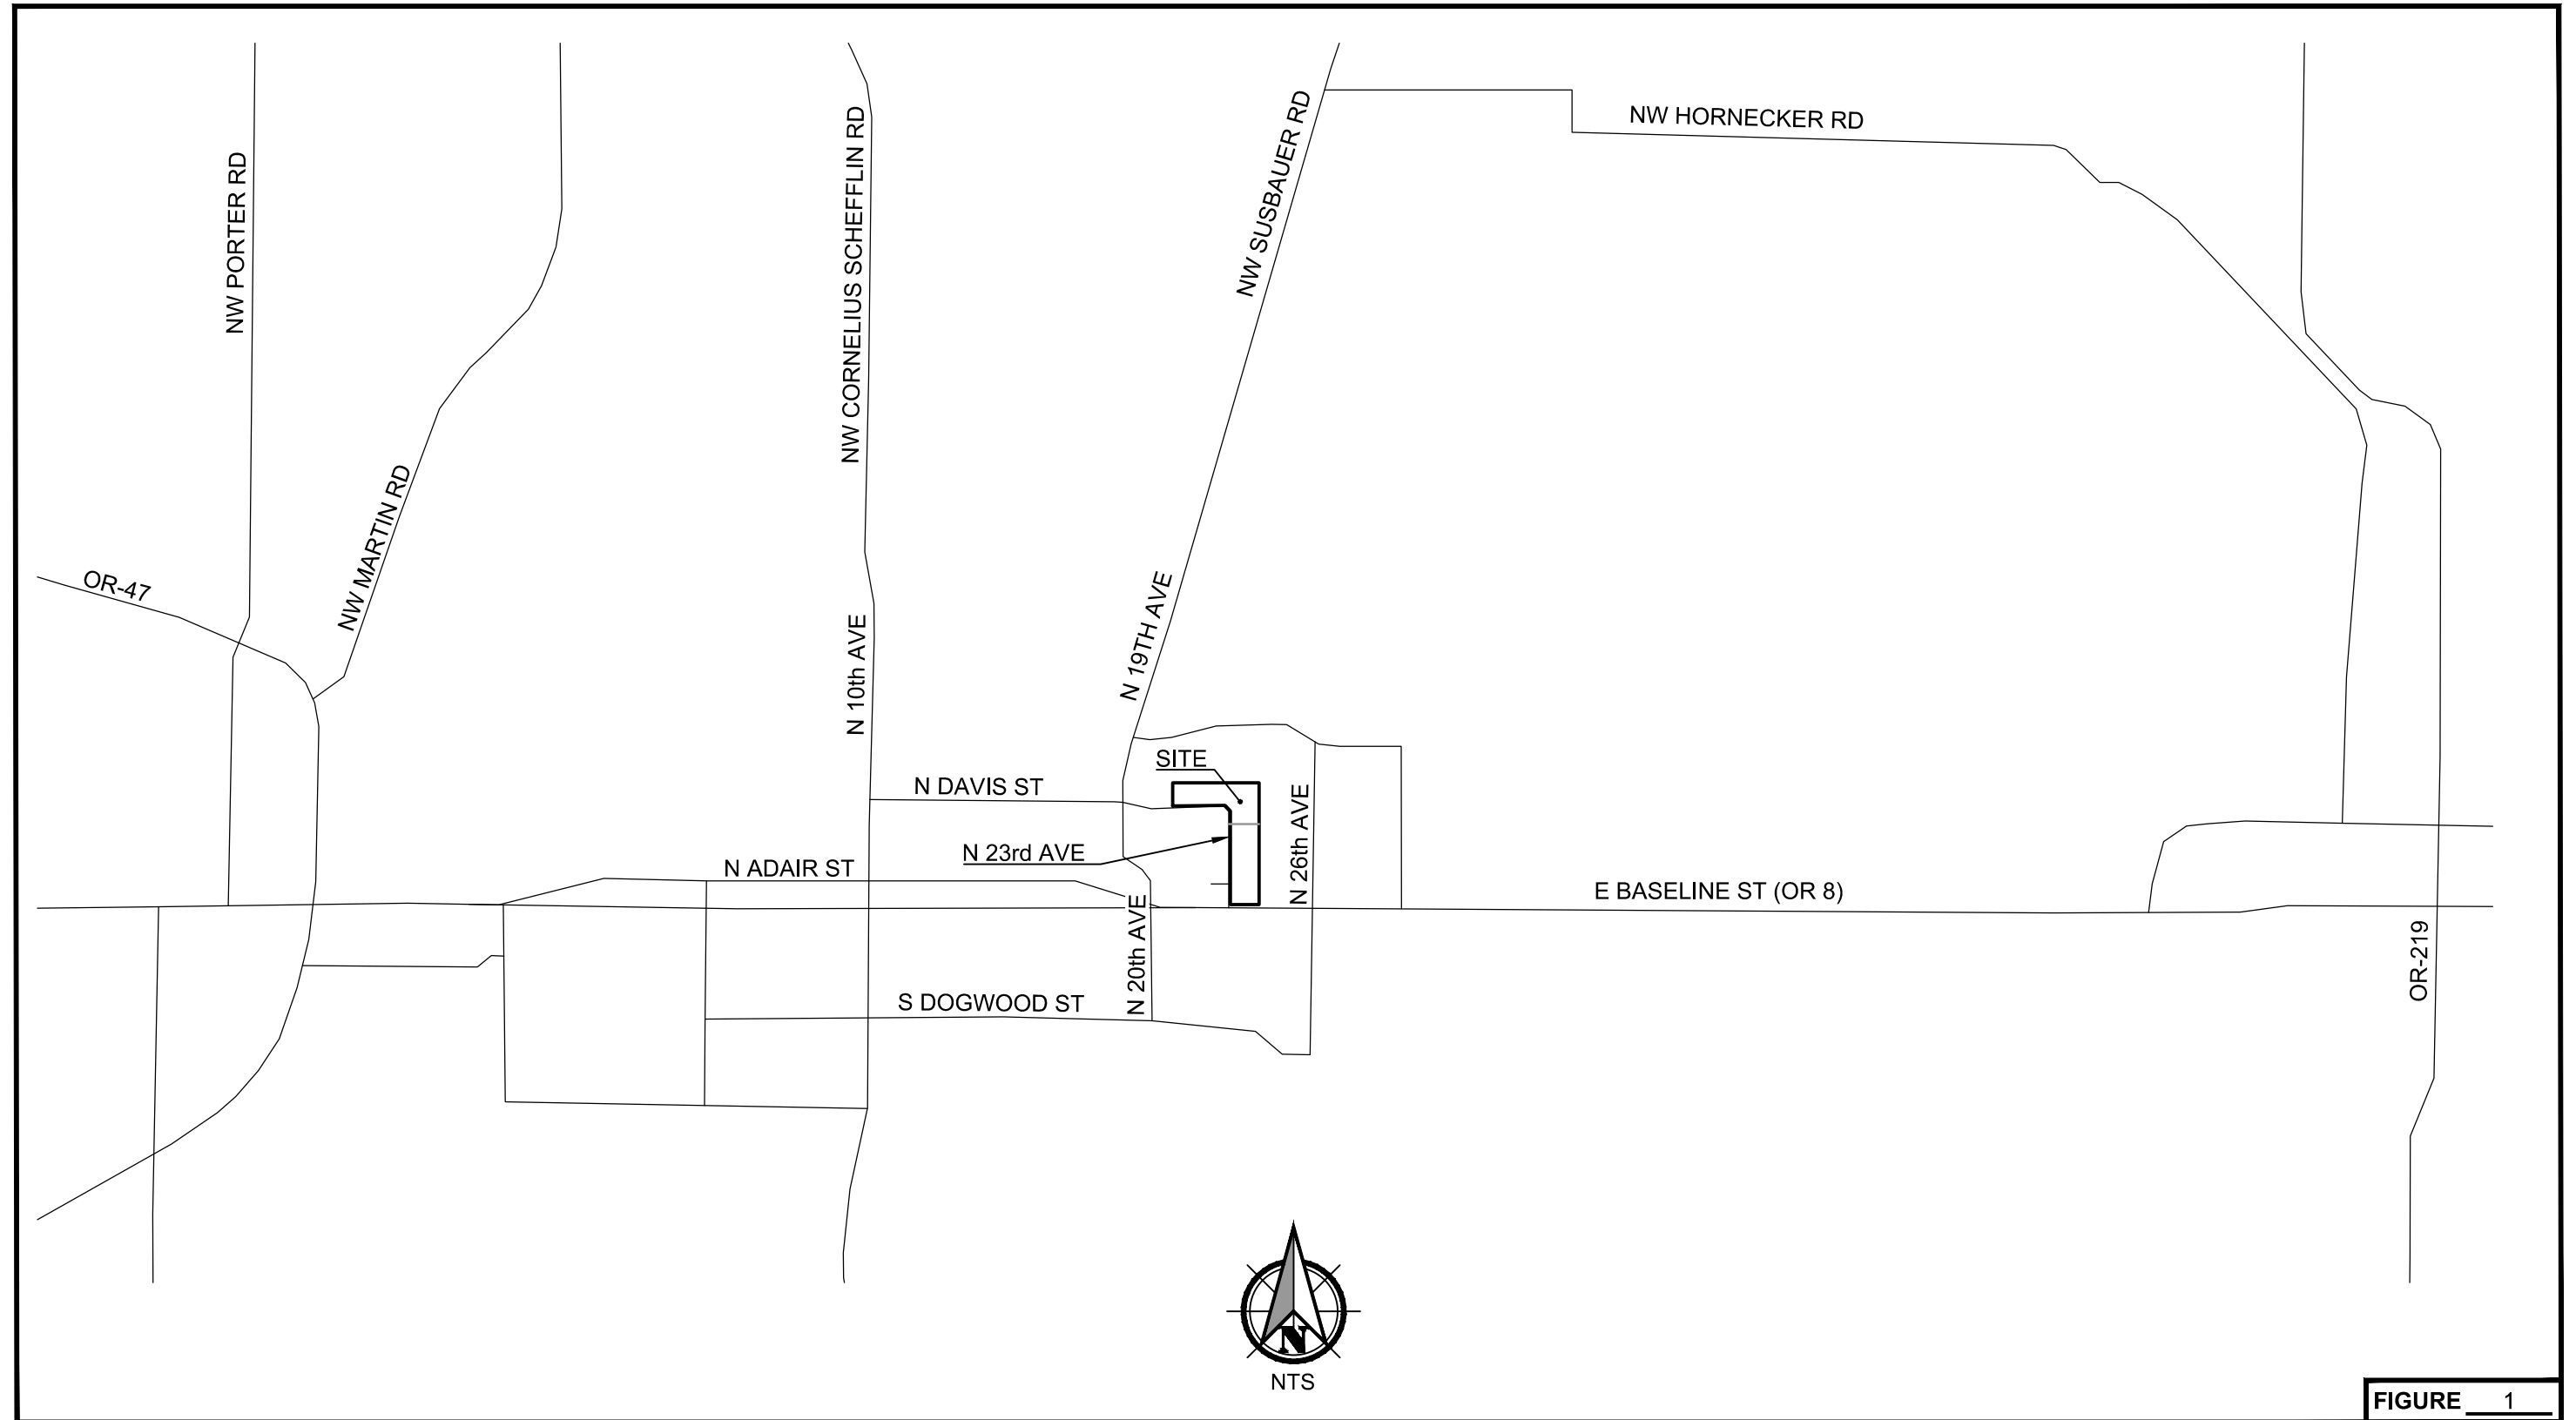 NW PORTER RD
NW CORNELIUS SCHEFFLIN RD
NW SUSBAUER RD
NW HORNECKER RD
OR-47
NW MARTIN RD
N 10th AVE
N 19TH AVE
SITE
N DAVIS ST
N 23rd AVE
N 26th AVE
N ADAIR ST
E BASELINE ST (OR 8)
N 20th AVE
S DOGWOOD ST
OR-219
N
NTS
FIGURE 1